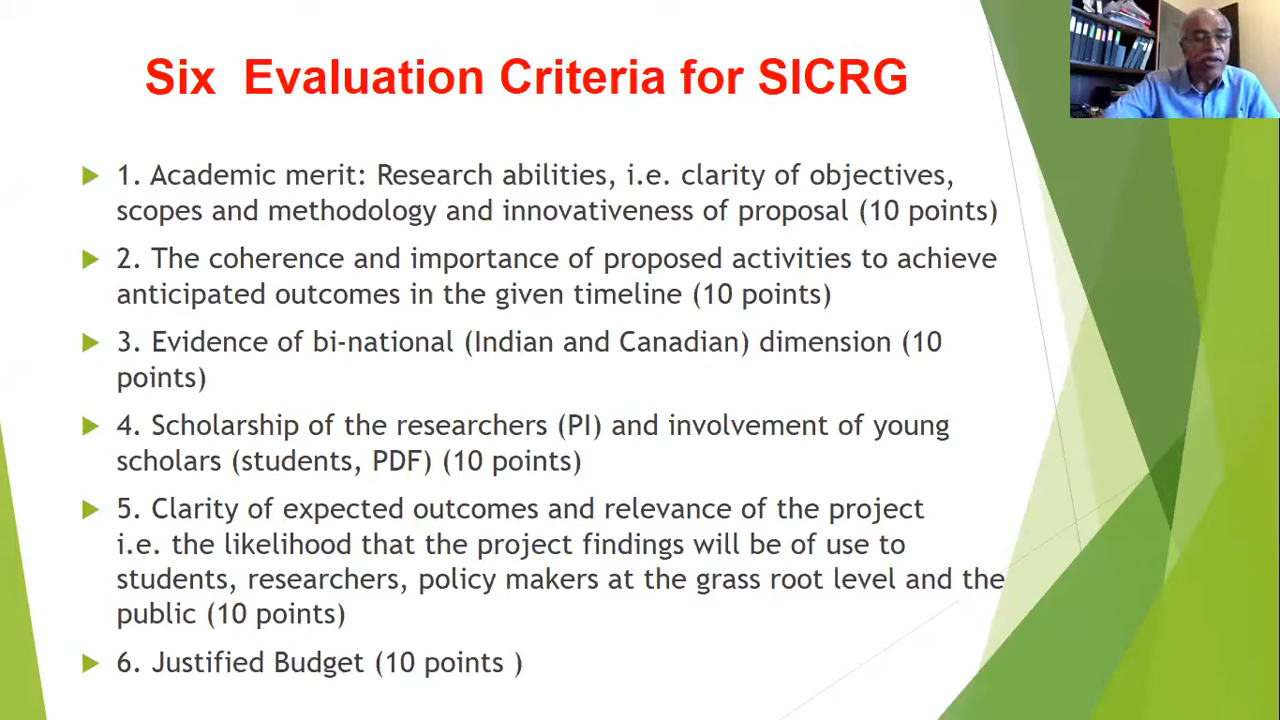 Six Evaluation Criteria for SICRG
1. Academic merit: Research abilities, i.e. clarity of objectives,
scopes and methodology and innovativeness of proposal (10 points)
2. The coherence and importance of proposed activities to achieve
anticipated outcomes in the given timeline (10 points)
3. Evidence of bi-national (Indian and Canadian) dimension (10
points)
4. Scholarship of the researchers (PI) and involvement of young
scholars (students, PDF) (10 points)
5. Clarity of expected outcomes and relevance of the project
i.e. the likelihood that the project findings will be of use to
students, researchers, policy makers at the grass root level and the
public (10 points)
6. Justified Budget (10 points )